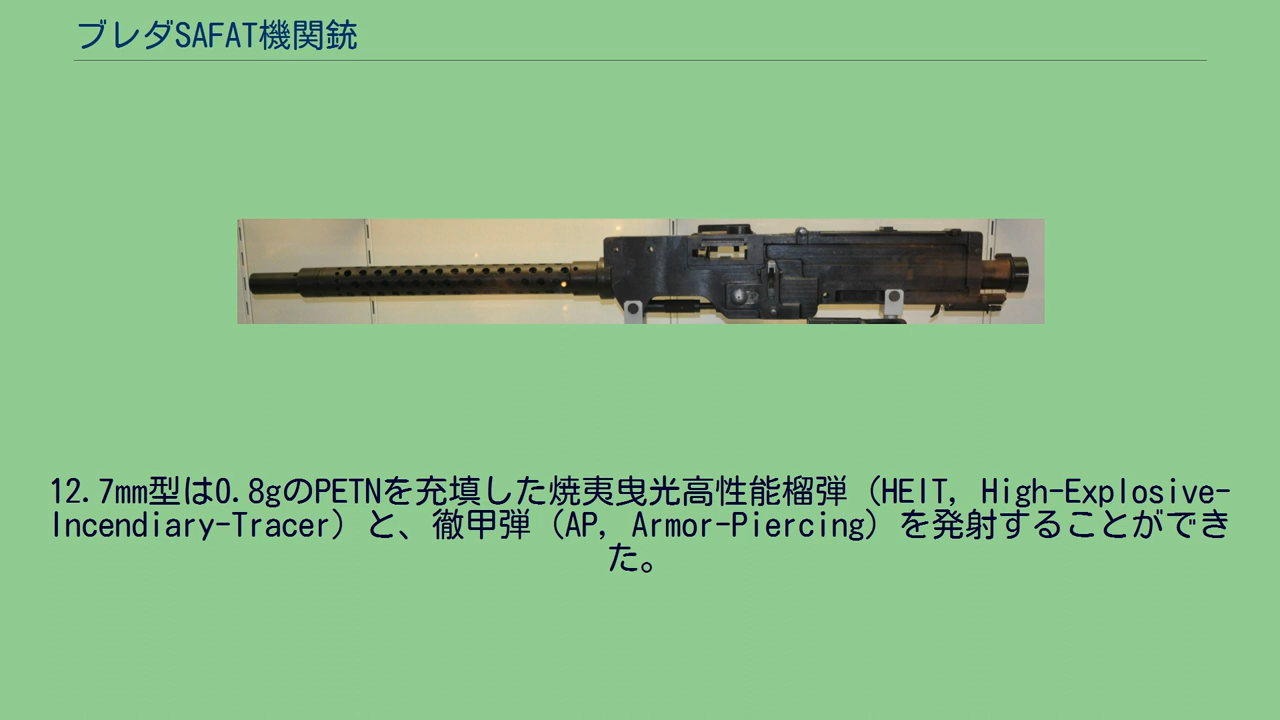 ブレダSAFAT機関銃
12.7mm型は0.8gのPETNを充填した焼夷曳光高性能榴弾（HEIT, High-Explosive-
Incendiary-Tracer）と、徹甲弾（AP, Armor-Piercing）を発射することができ
た。